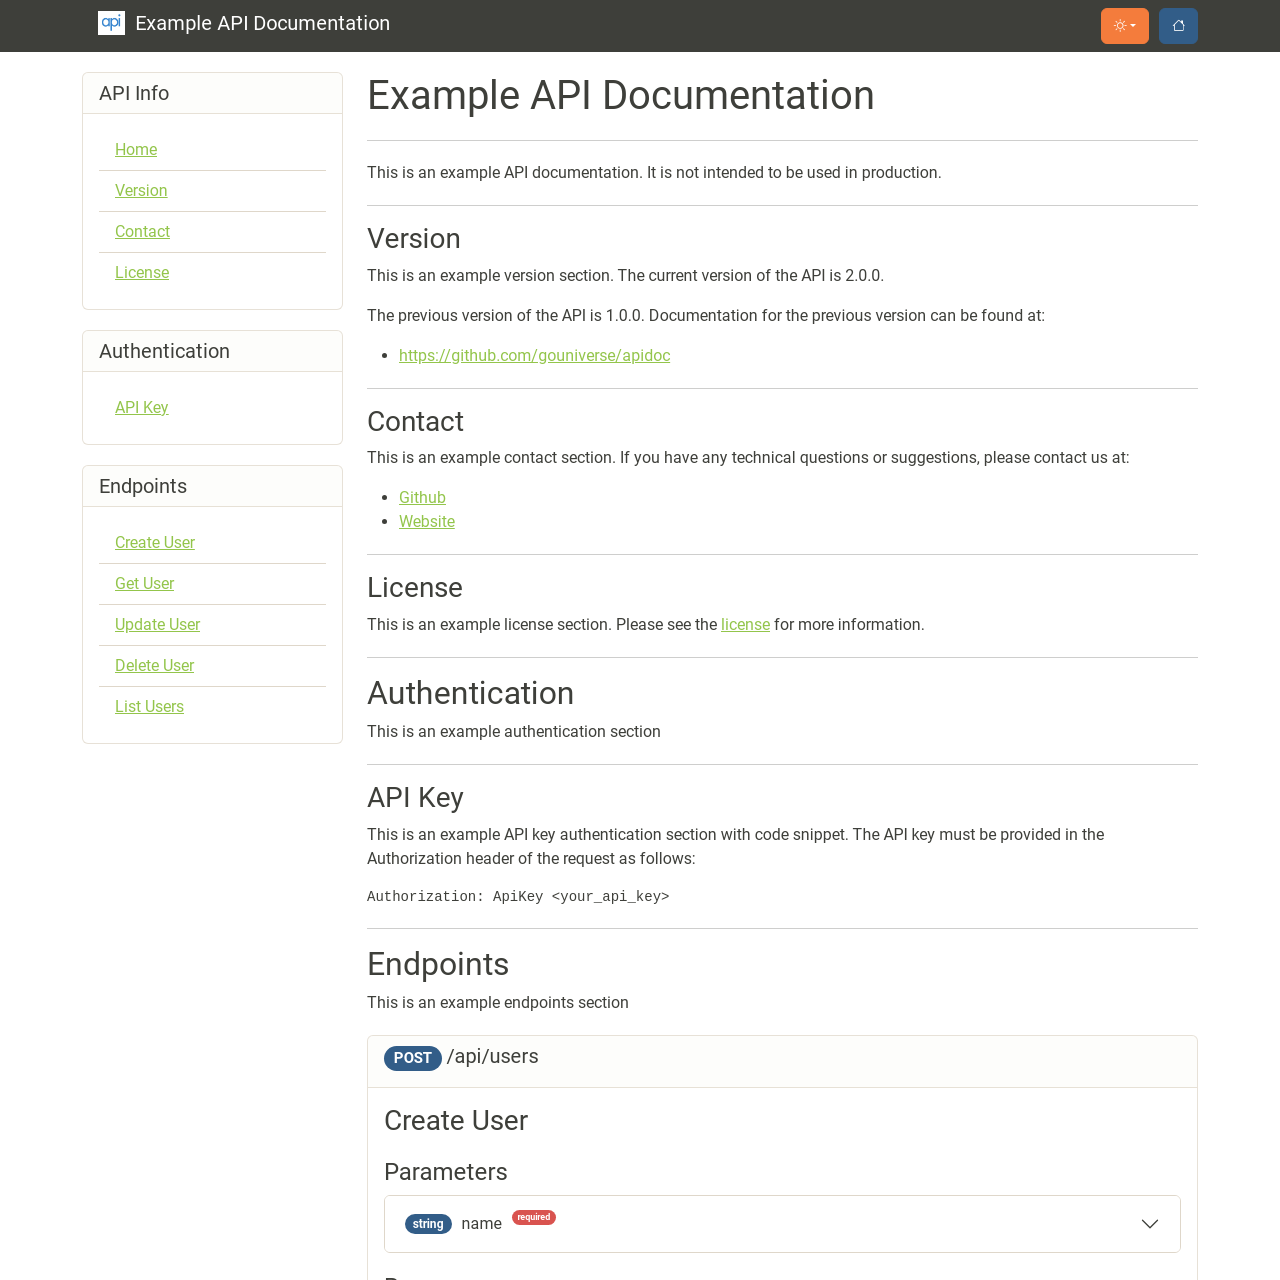 api Example API Documentation
API Info
Home
Version
Contact
License
Authentication
API Key
Endpoints
Create User
Get User
Update User
Delete User
List Users
Example API Documentation
This is an example API documentation. It is not intended to be used in production.
Version
This is an example version section. The current version of the API is 2.0.0.
The previous version of the API is 1.0.0. Documentation for the previous version can be found at:
https://github.com/gouniverse/apidoc
Contact
This is an example contact section. If you have any technical questions or suggestions, please contact us at:
Github
Website
License
This is an example license section. Please see the license for more information.
Authentication
This is an example authentication section
API Key
This is an example API key authentication section with code snippet. The API key must be provided in the
Authorization header of the request as follows:
Authorization: ApiKey <your_api_key>
Endpoints
This is an example endpoints section
POST /api/users
Create User
Parameters
string name required